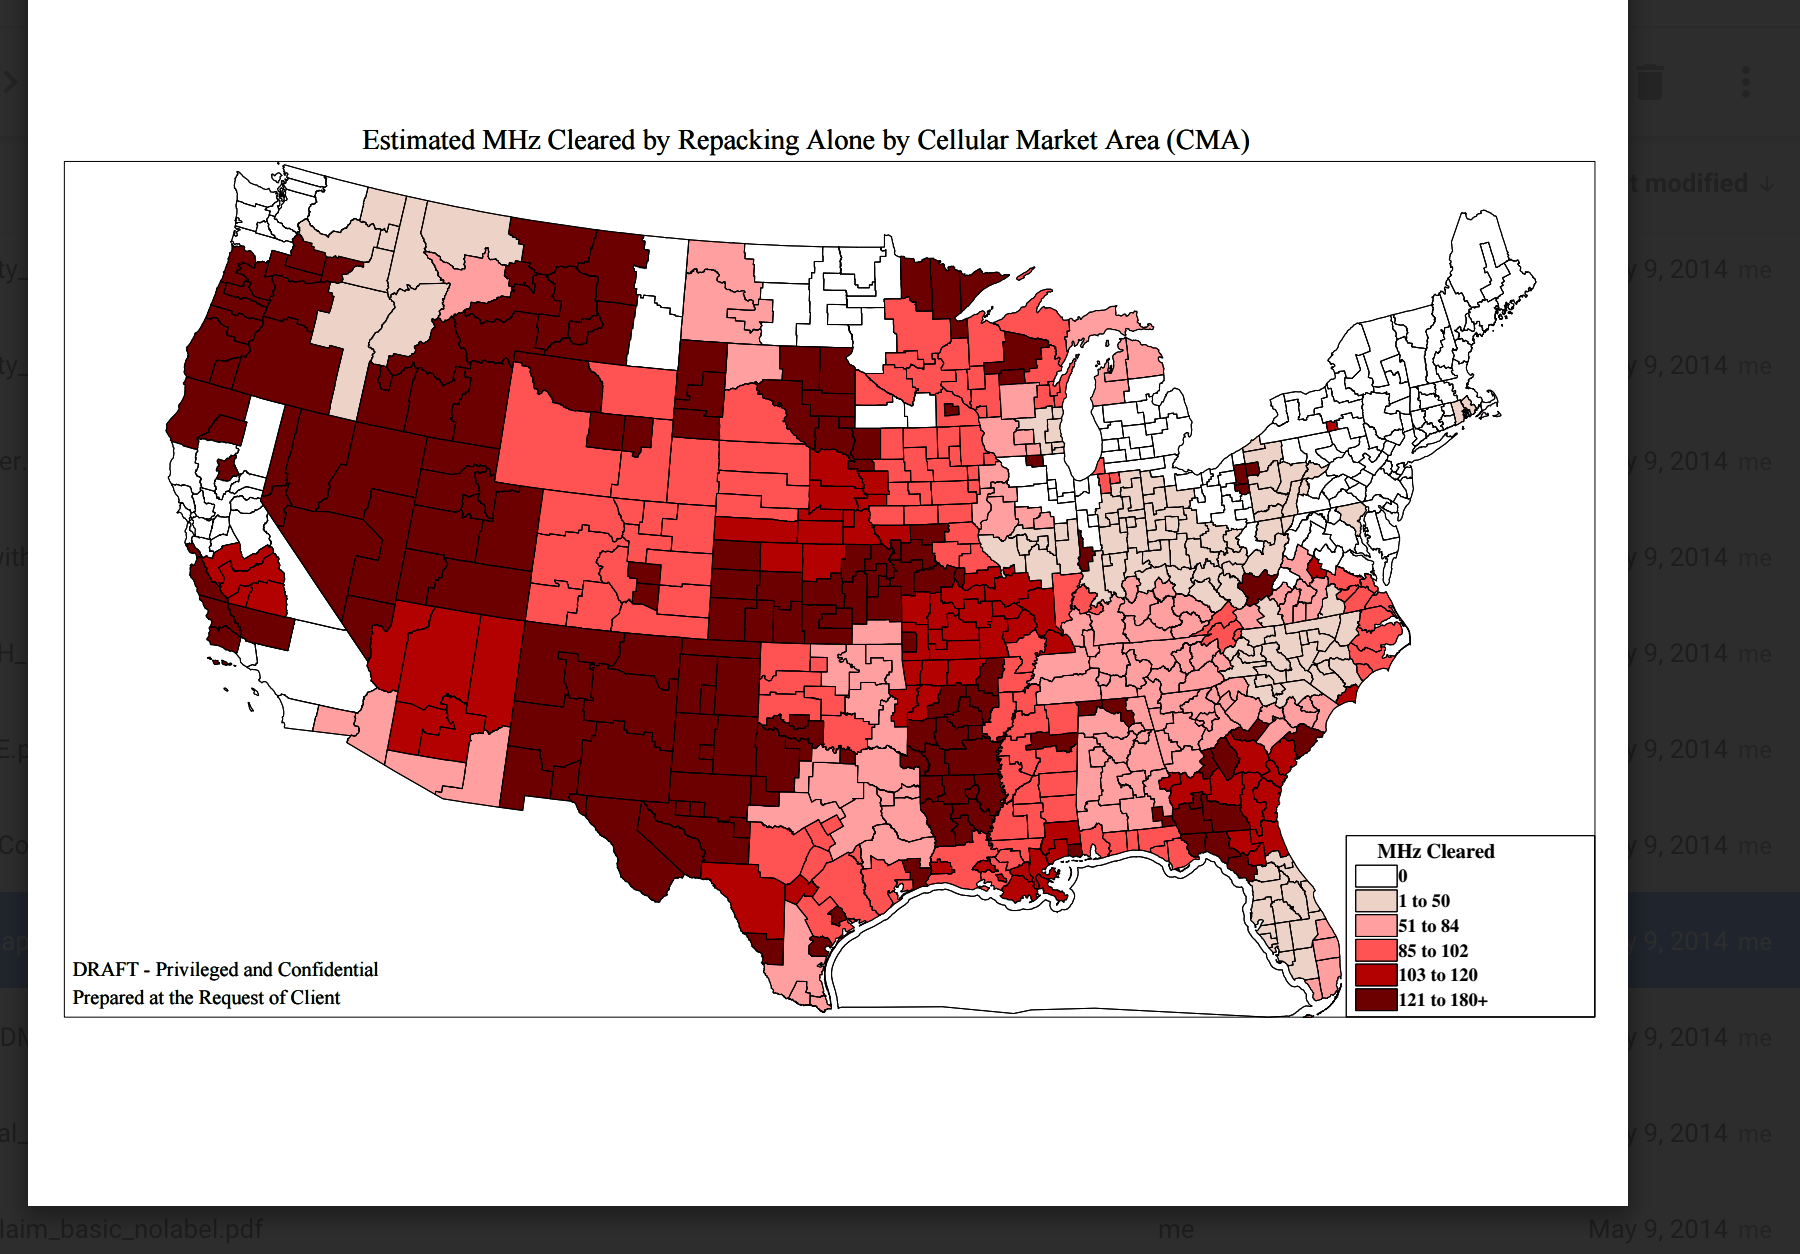 Estimated MHz Cleared by Repacking Alone by Cellular Market Area (CMA)
t modified
y 9, 2014 me
y 9, 2014 me
y 9, 2014 me
y 9, 2014 me
y 9, 2014 me
y 9, 2014 me
y 9, 2014 me
MHz Cleared
0
1 to 50
51 to 84
85 to 102
103 to 120
121 to 180+
DRAFT - Privileged and Confidential
Prepared at the Request of Client
y 9, 2014 me
y 9, 2014 me
y 9, 2014 me
laim_basic_nolabel.pdf me May 9, 2014 me